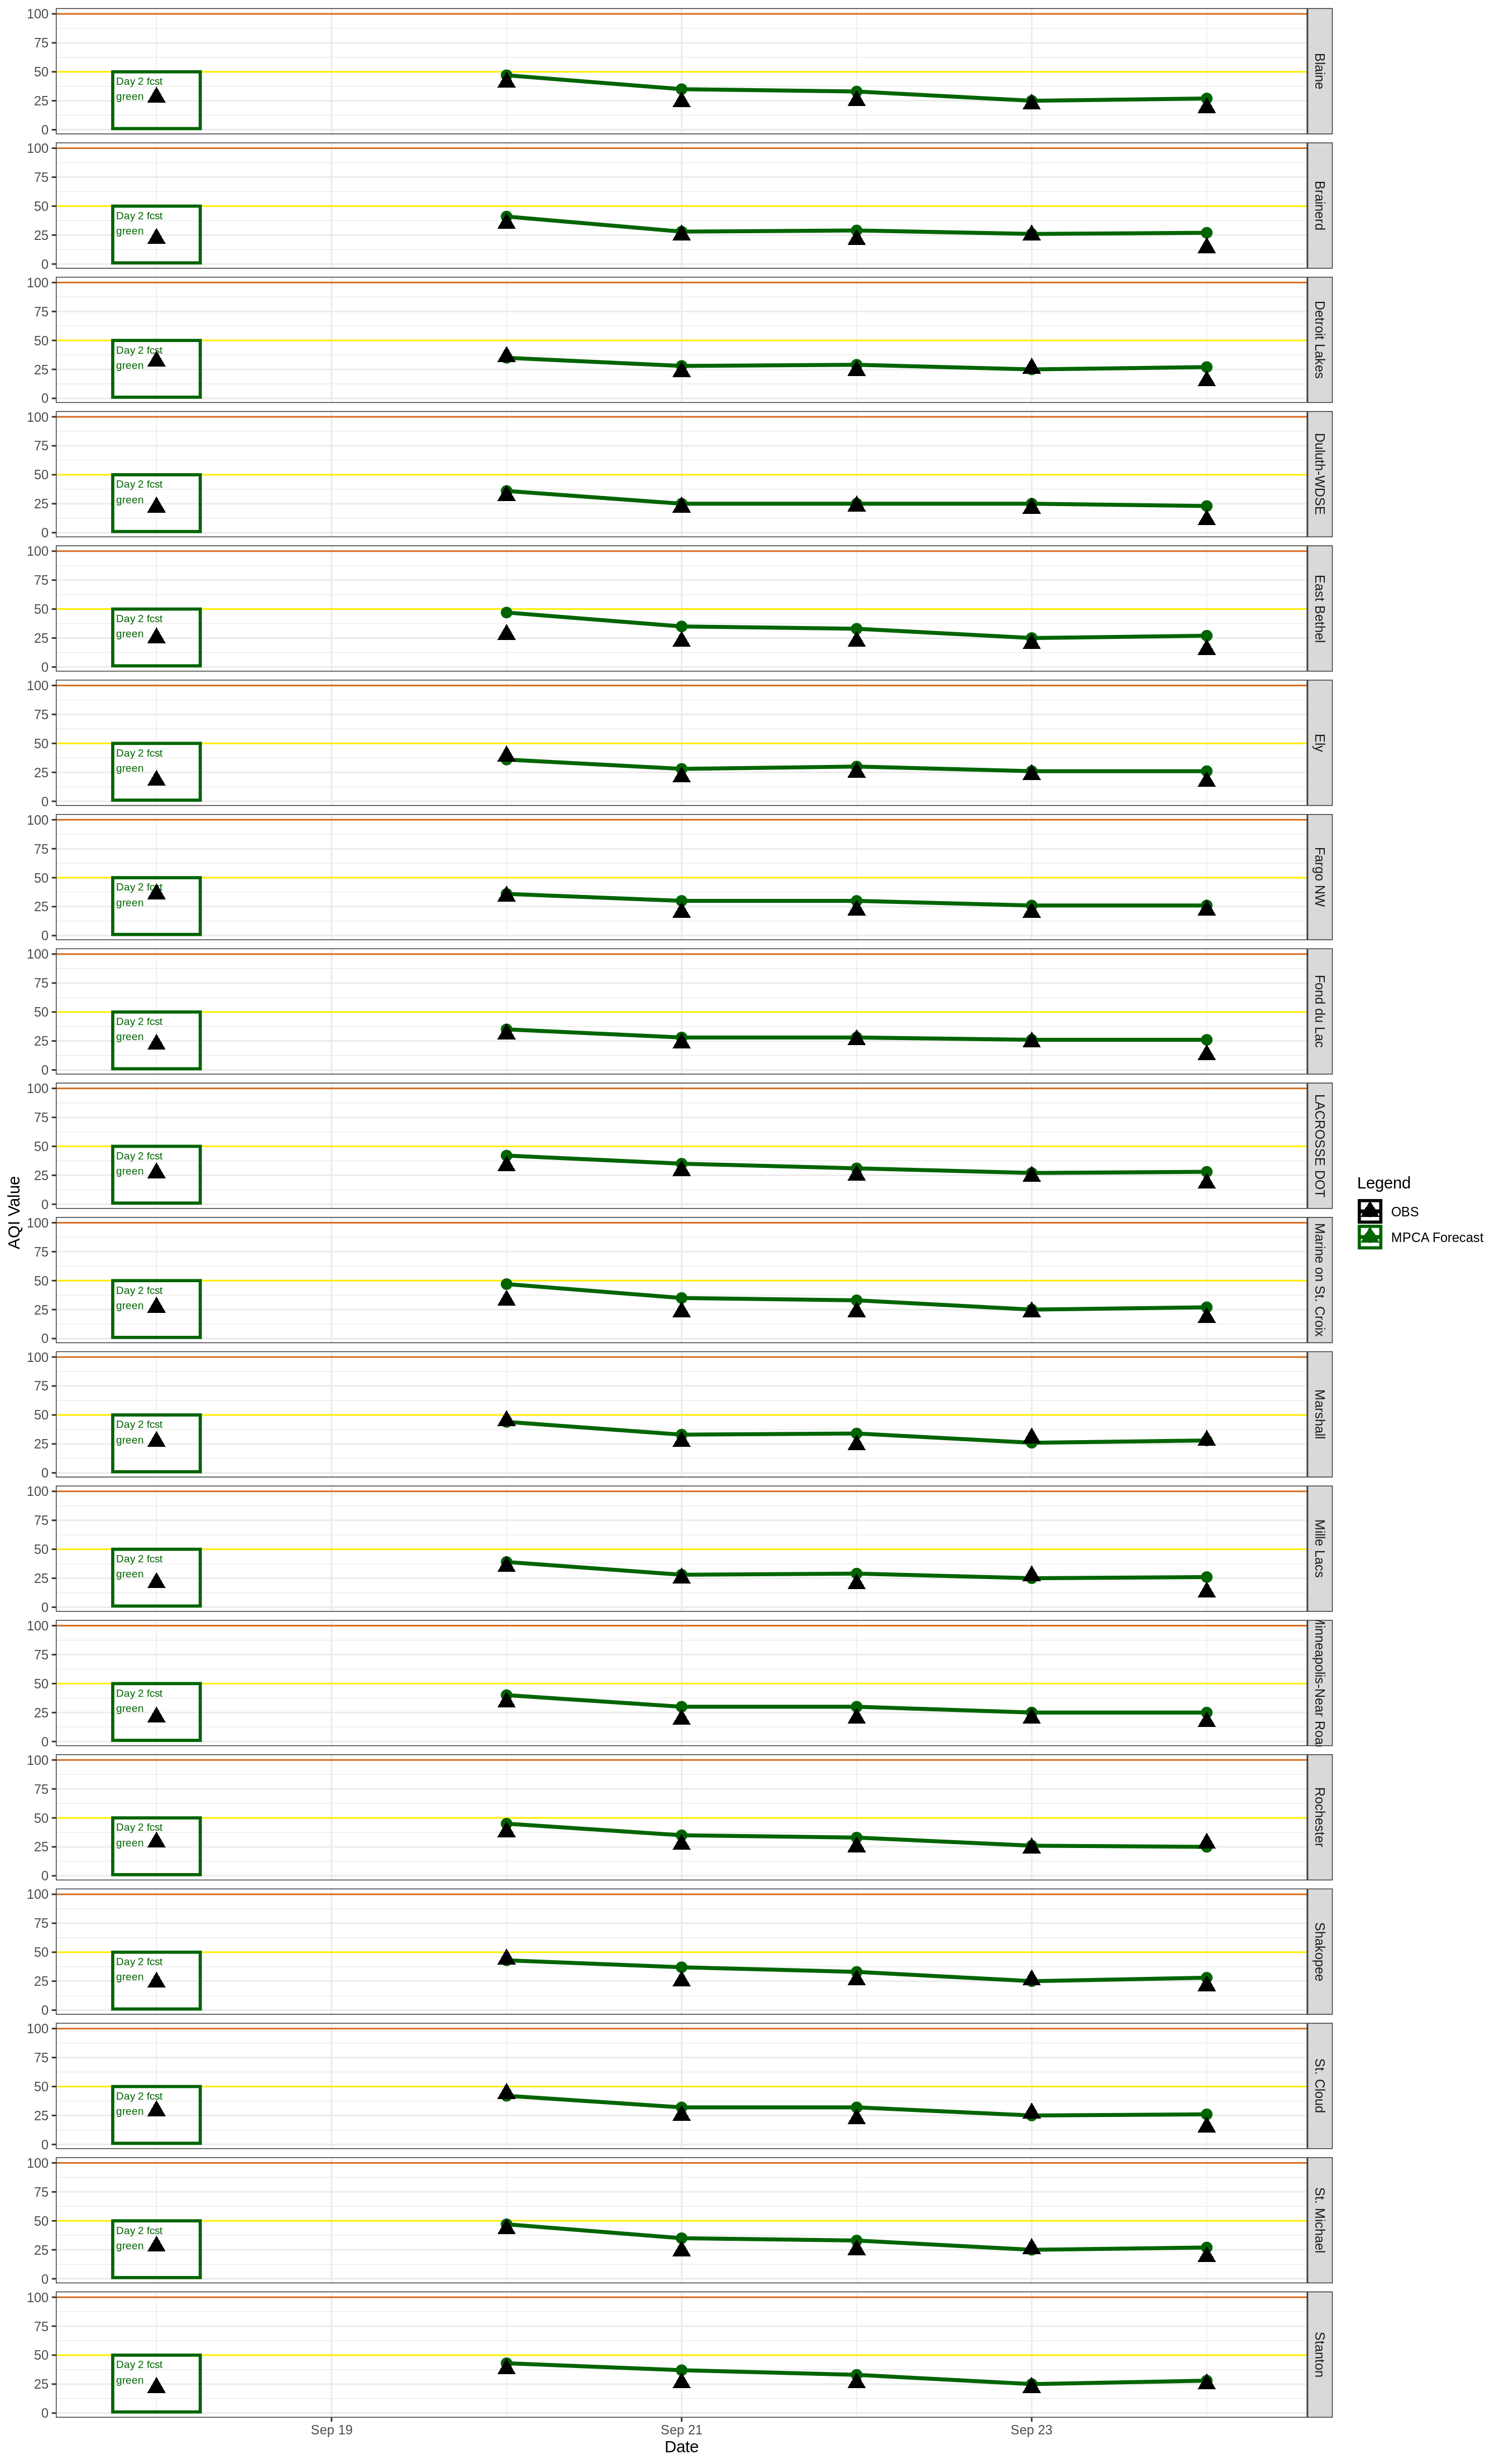 AQI Value
100
75
50
25
0
Day 2 fcst
green
Blaine
100
75
50
25
0
Day 2 fcst
green
Brainerd
100
75
50
25
0
Day 2 fcst
green
Detroit Lakes
100
75
50
25
0
Day 2 fcst
green
Duluth-WDSE
100
75
50
25
0
Day 2 fcst
green
East Bethel
100
75
50
25
0
Day 2 fcst
green
Ely
100
75
50
25
0
Day 2 fcst
green
Fargo NW
100
75
50
25
0
Day 2 fcst
green
Fond du Lac
100
75
50
25
0
Day 2 fcst
green
LACROSSE DOT
100
75
50
25
0
Day 2 fcst
green
Marine on St. Croix
100
75
50
25
0
Day 2 fcst
green
Marshall
100
75
50
25
0
Day 2 fcst
green
Mille Lacs
100
75
50
25
0
Day 2 fcst
green
100
75
50
25
0
Day 2 fcst
green
Rochester
100
75
50
25
0
Day 2 fcst
green
Shakopee
100
75
50
25
0
Day 2 fcst
green
St. Cloud
100
75
50
25
0
Day 2 fcst
green
St. Michael
100
75
50
25
0
Day 2 fcst
green
Stanton
Sep 19
Sep 21
Sep 23
Date
Legend
OBS
MPCA Forecast